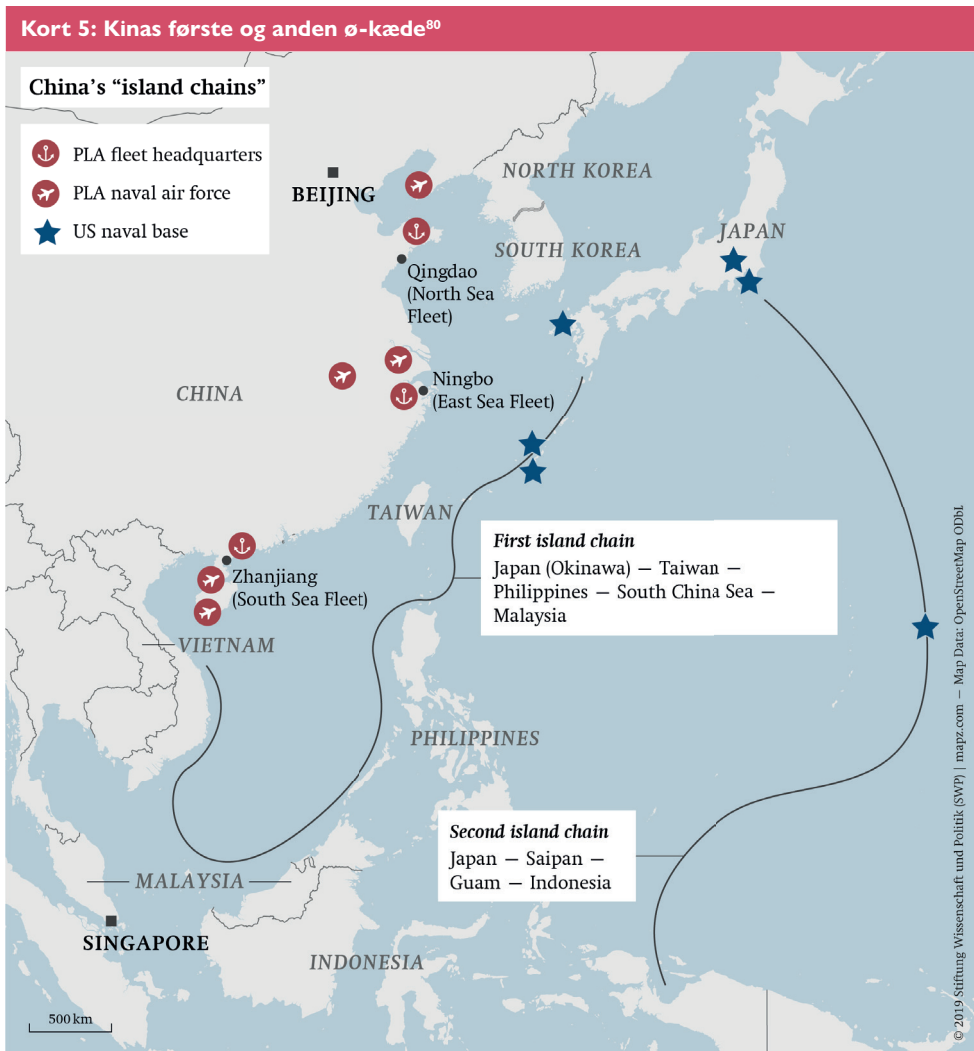 Kort 5: Kinas første og anden ø-kæde80
China's “island chains”
PLA fleet headquarters
PLA naval air force
US naval base
BEIJING
NORTH KOREA
SOUTH KOREA
JAPAN
Qingdao
(North Sea
Fleet)
CHINA
Ningbo
(East Sea Fleet)
TAIWAN
First island chain
Japan (Okinawa) – Taiwan –
Philippines – South China Sea –
Malaysia
Zhanjiang
(South Sea Fleet)
VIETNAM
PHILIPPINES
Second island chain
Japan – Saipan –
Guam – Indonesia
MALAYSIA
SINGAPORE
INDONESIA
500 km
© 2019 Stiftung Wissenschaft und Politik (SWP) | mapz.com – Map Data: OpenStreetMap ODbL